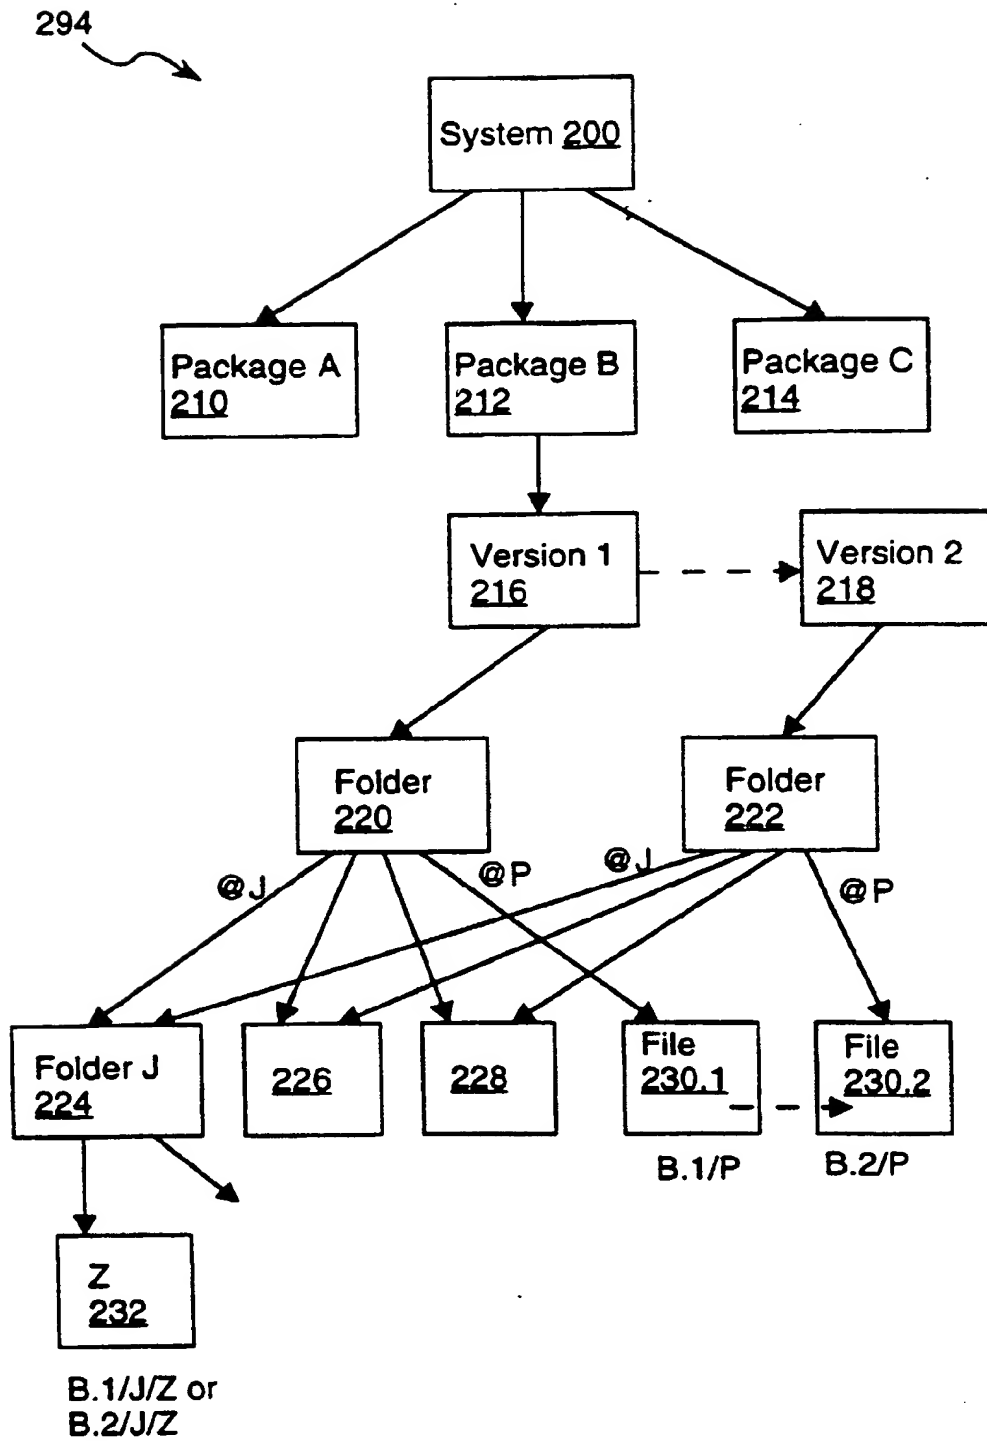 294
System 200
Package A
210
Package B
212
Package C
214
Version 1
216
Version 2
218
Folder
220
Folder
222
@J
@P
@J
@P
Folder J
224
226
228
File
230.1
File
230.2
B.1/P
B.2/P
Z
232
B.1/J/Z or
B.2/J/Z